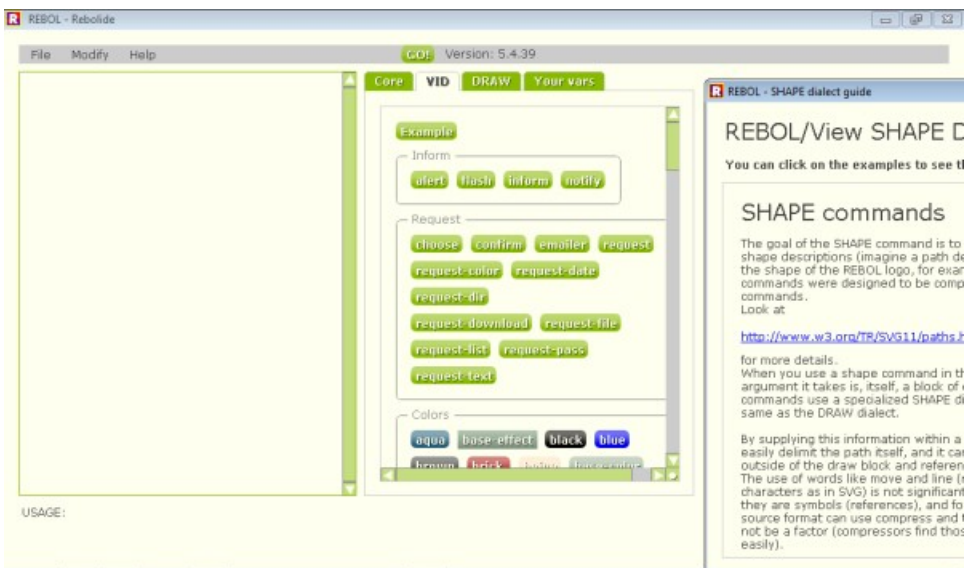 REBOL - Rebolide
File Modify Help
GO! Version: 5.4.39
Core VID DRAW Your vars
Example
Inform
alert flash inform notify
Request
choose confirm emailer request
request-color request-date
request-dir
request-download request-file
request-list request-pass
request-text
Colors
aqua base-effect black blue
brown brick beige base-color
USAGE:
REBOL - SHAPE dialect guide
REBOL/View SHAPE D
You can click on the examples to see th
SHAPE commands
The goal of the SHAPE command is to
shape descriptions (imagine a path de
the shape of the REBOL logo, for exam
commands were designed to be comp
commands.
Look at
http://www.w3.org/TR/SVG11/paths.h
for more details.
When you use a shape command in th
argument it takes is, itself, a block of
commands use a specialized SHAPE di
same as the DRAW dialect.
By supplying this information within a
easily delimit the path itself, and it car
outside of the draw block and referen
The use of words like move and line (r
characters as in SVG) is not significant
they are symbols (references), and fo
source format can use compress and t
not be a factor (compressors find thos
easily).